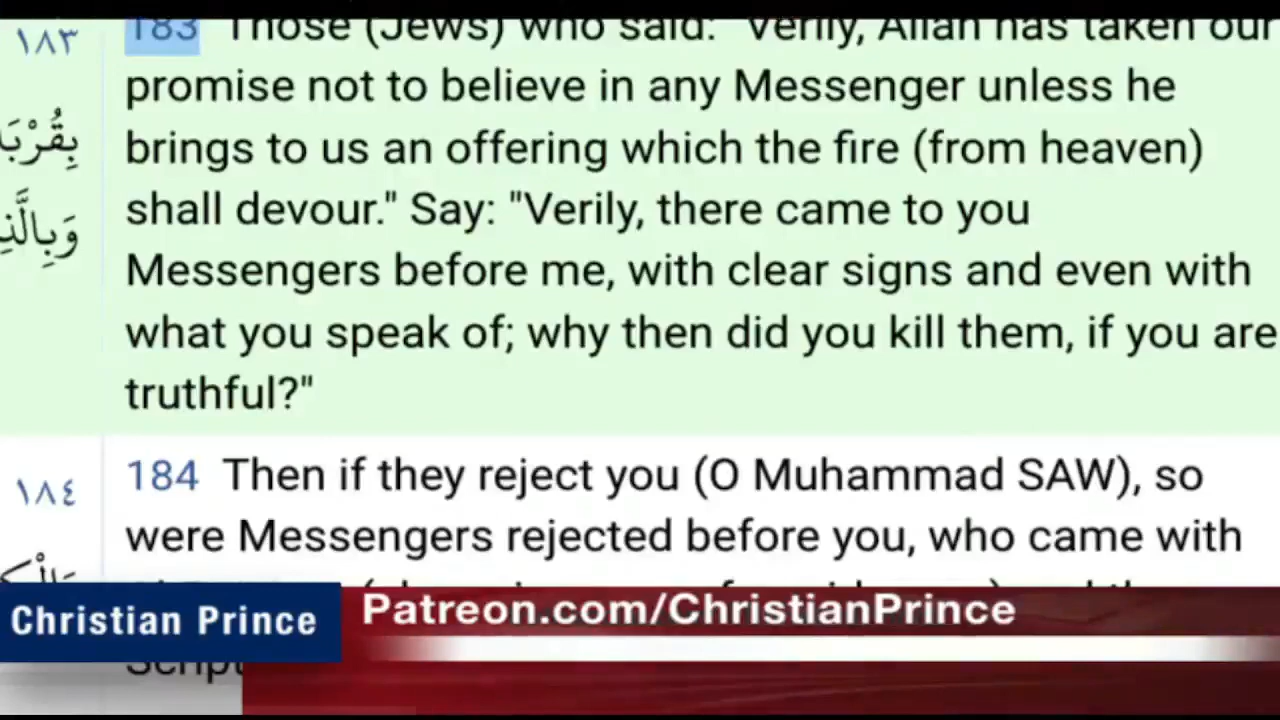 ١٨٣
183 Those (Jews) who said: "Verily, Allah has taken our
promise not to believe in any Messenger unless he
brings to us an offering which the fire (from heaven)
shall devour." Say: "Verily, there came to you
Messengers before me, with clear signs and even with
what you speak of; why then did you kill them, if you are
truthful?"
١٨٤
184 Then if they reject you (O Muhammad SAW), so
were Messengers rejected before you, who came with
Christian Prince
Patreon.com/ChristianPrince